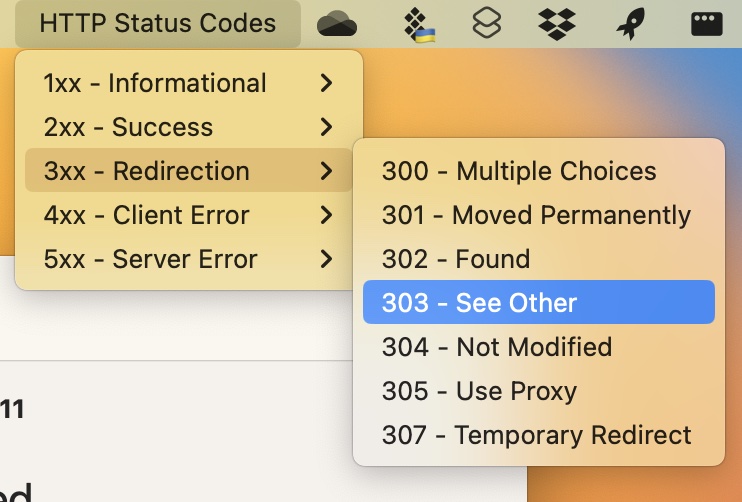 HTTP Status Codes
1xx - Informational
2xx - Success
3xx - Redirection
4xx - Client Error
5xx - Server Error
300 - Multiple Choices
301 - Moved Permanently
302 - Found
303 - See Other
304 - Not Modified
305 - Use Proxy
307 - Temporary Redirect
11